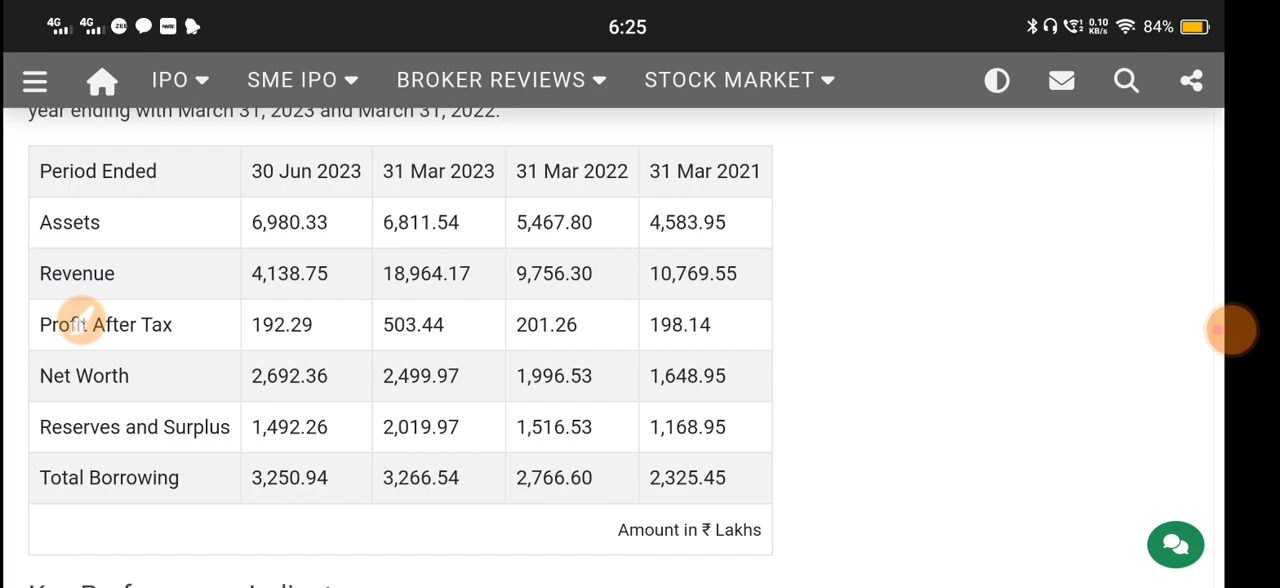 4G 4G ZEE 6:25 0.10 KB/s 84%
IPO SME IPO BROKER REVIEWS STOCK MARKET
year ending with March 31, 2023 and March 31, 2022.
Period Ended 30 Jun 2023 31 Mar 2023 31 Mar 2022 31 Mar 2021
Assets 6,980.33 6,811.54 5,467.80 4,583.95
Revenue 4,138.75 18,964.17 9,756.30 10,769.55
Profit After Tax 192.29 503.44 201.26 198.14
Net Worth 2,692.36 2,499.97 1,996.53 1,648.95
Reserves and Surplus 1,492.26 2,019.97 1,516.53 1,168.95
Total Borrowing 3,250.94 3,266.54 2,766.60 2,325.45
Amount in ₹ Lakhs